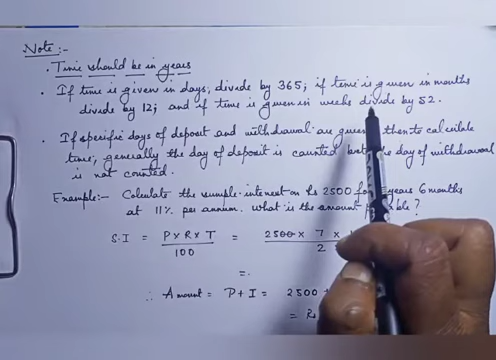 Note :-
• Time should be in years
• If time is given in days, divide by 365; if time is given in months
divide by 12; and if time is given in weeks divide by 52.
• If specific days of deposit and withdrawal are given then to calculate
time, generally the day of deposit is counted day of withdrawal
is not counted.
Example:- Calculate the simple interest on Rs 2500 for years 6 months
at 11% per annum. What is the amount ?
S.I = P × R × T / 100 = 2500 × 7 × / 2
=.
∴ Amount = P + I = 2500 +
=